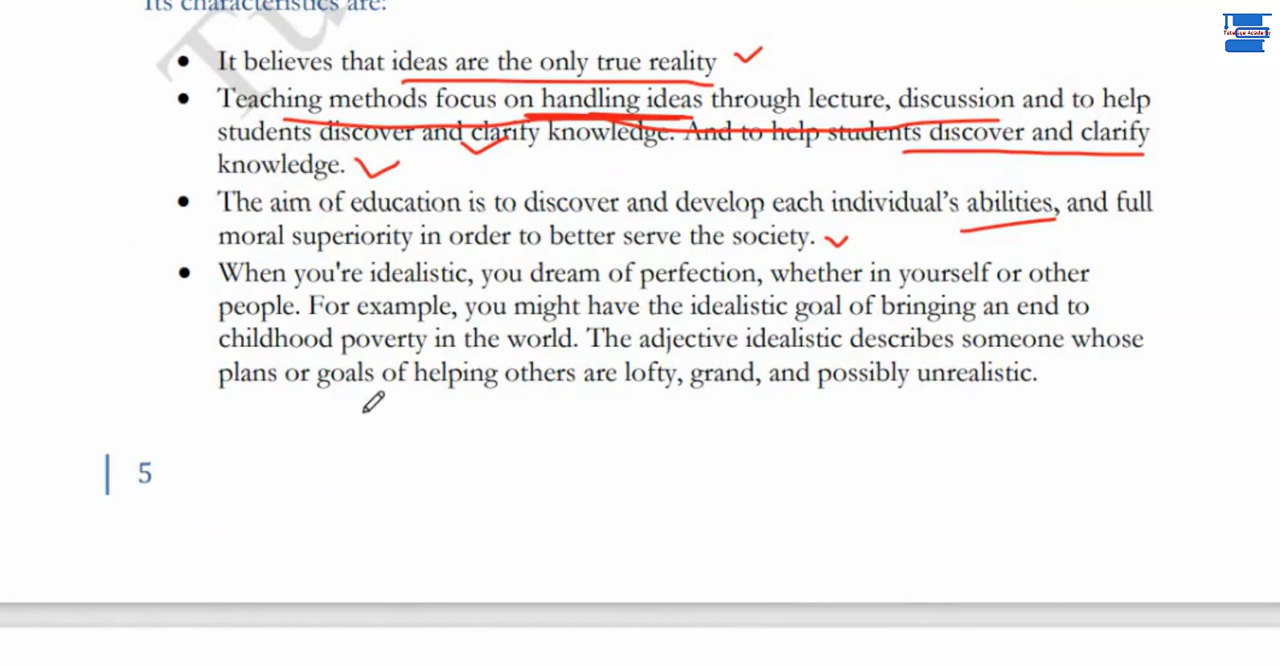 Its characteristics are:
Tutelage Academy
• It believes that ideas are the only true reality
• Teaching methods focus on handling ideas through lecture, discussion and to help
students discover and clarify knowledge. And to help students discover and clarify
knowledge.
• The aim of education is to discover and develop each individual's abilities, and full
moral superiority in order to better serve the society.
• When you're idealistic, you dream of perfection, whether in yourself or other
people. For example, you might have the idealistic goal of bringing an end to
childhood poverty in the world. The adjective idealistic describes someone whose
plans or goals of helping others are lofty, grand, and possibly unrealistic.
5